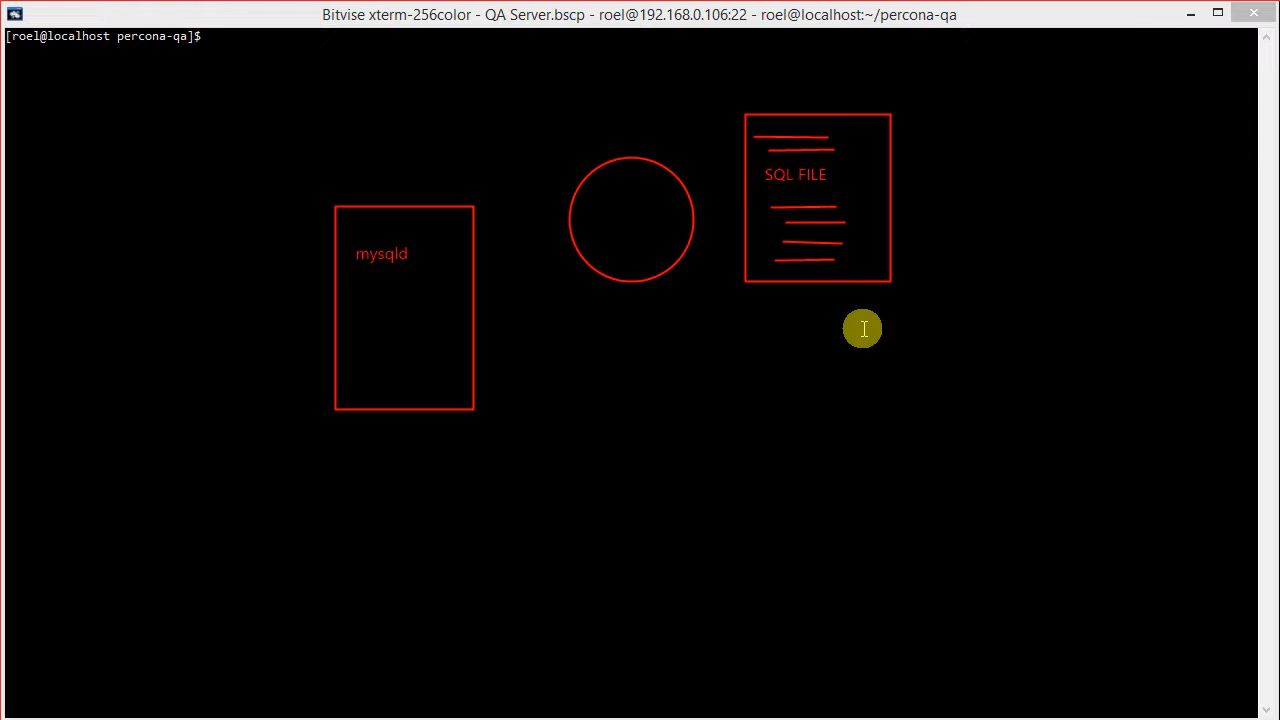 Bitvise xterm-256color - QA Server.bscp - roel@192.168.0.106:22 - roel@localhost:~/percona-qa
[roel@localhost percona-qa]$
SQL FILE
mysqld